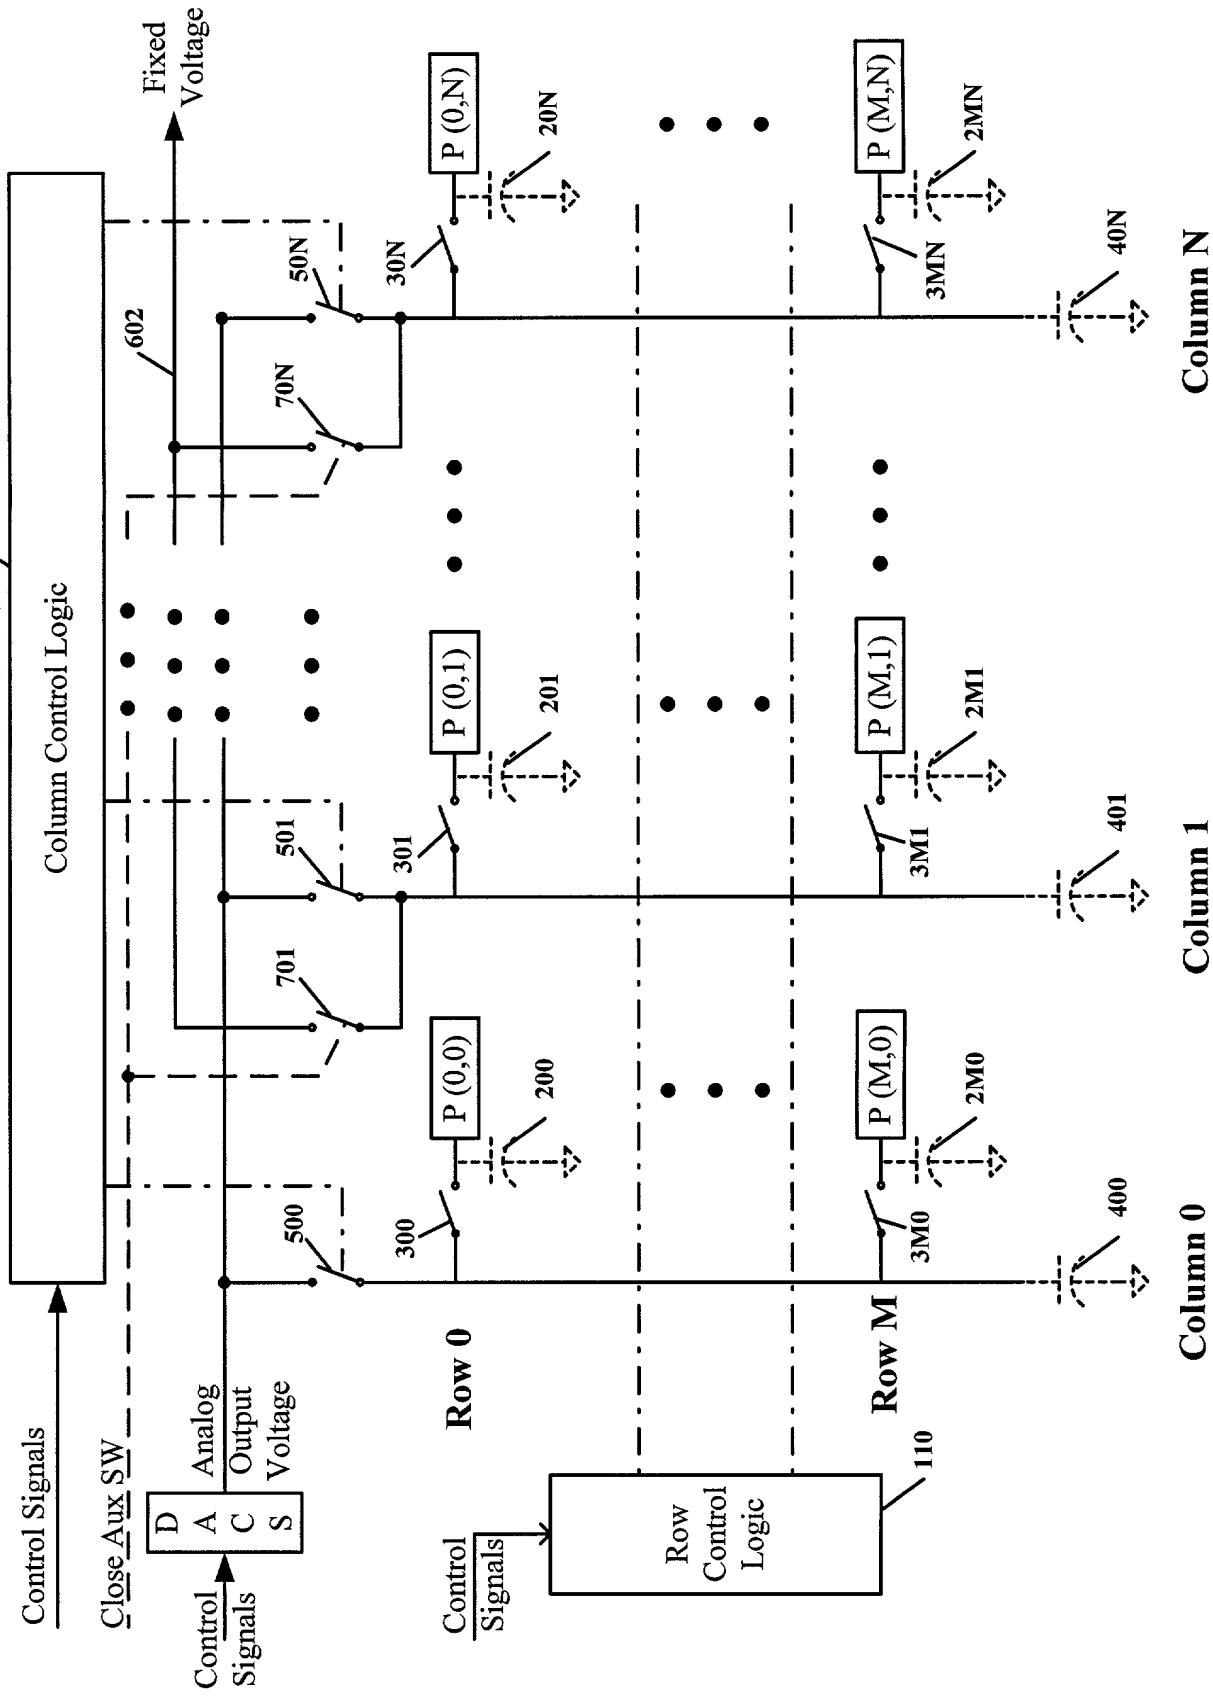 Control Signals
Column Control Logic
Close Aux SW
Fixed
Voltage
602
Control
Signals
D
A
C
S
Analog
Output
Voltage
500
701
501
70N
50N
Row 0
300
P (0,0)
200
301
P (0,1)
201
30N
P (0,N)
20N
Control
Signals
Row
Control
Logic
110
Row M
3M0
P (M,0)
2M0
3M1
P (M,1)
2M1
3MN
P (M,N)
2MN
400
401
40N
Column 0
Column 1
Column N